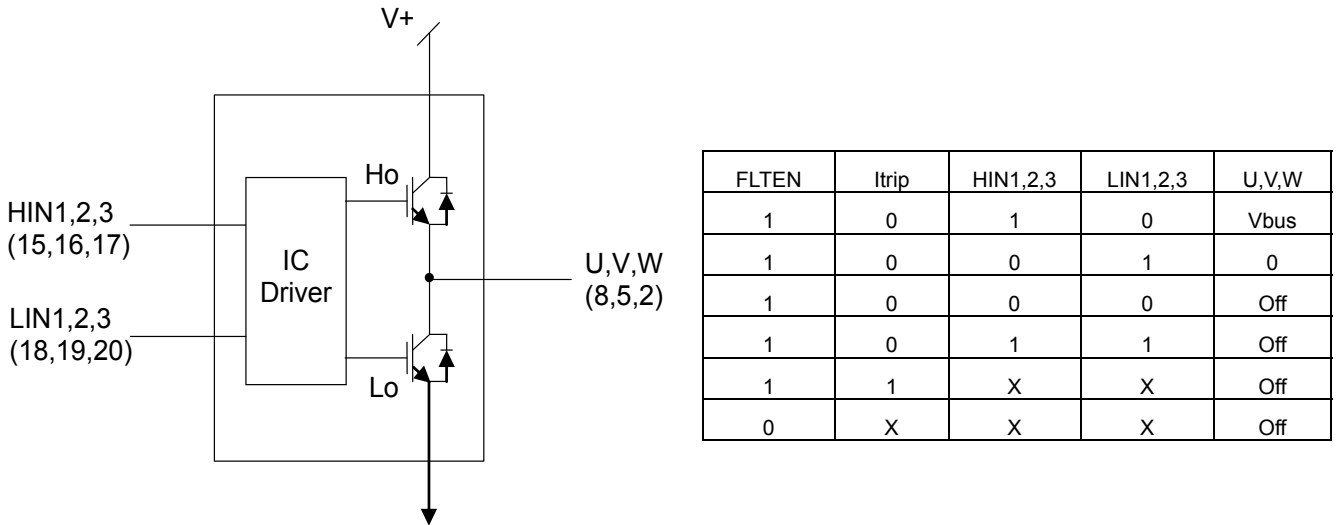 V+
Ho
HIN1,2,3
(15,16,17)
IC
Driver
U,V,W
(8,5,2)
LIN1,2,3
(18,19,20)
Lo
FLTEN Itrip HIN1,2,3 LIN1,2,3 U,V,W
1 0 1 0 Vbus
1 0 0 1 0
1 0 0 0 Off
1 0 1 1 Off
1 1 X X Off
0 X X X Off